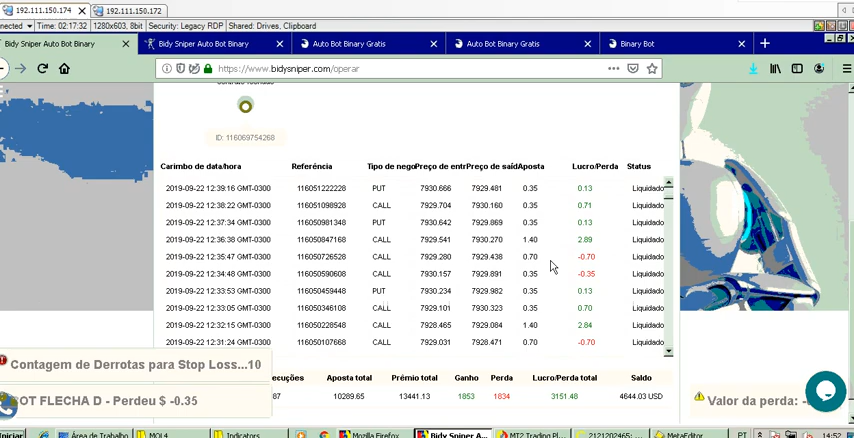 192.111.150.174 192.111.150.172
nected Time: 02:17:32 1280x603, 8bit Security: Legacy RDP Shared: Drives, Clipboard
Bidy Sniper Auto Bot Binary Bidy Sniper Auto Bot Binary Auto Bot Binary Gratis Auto Bot Binary Gratis Binary Bot
https://www.bidysniper.com/operar
ID: 116069754268
Carimbo de data/hora Referência Tipo de nego Preço de entr Preço de saíd Aposta Lucro/Perda Status
2019-09-22 12:39:16 GMT-0300 116051222228 PUT 7930.666 7929.481 0.35 0.13 Liquidado
2019-09-22 12:38:22 GMT-0300 116051098928 CALL 7929.704 7930.160 0.35 0.71 Liquidado
2019-09-22 12:37:34 GMT-0300 116050981348 PUT 7930.642 7929.869 0.35 0.13 Liquidado
2019-09-22 12:36:38 GMT-0300 116050847168 CALL 7929.541 7930.270 1.40 2.89 Liquidado
2019-09-22 12:35:47 GMT-0300 116050726528 CALL 7929.280 7929.438 0.70 -0.70 Liquidado
2019-09-22 12:34:48 GMT-0300 116050590608 CALL 7930.157 7929.891 0.35 -0.35 Liquidado
2019-09-22 12:33:53 GMT-0300 116050459448 PUT 7930.234 7929.982 0.35 0.13 Liquidado
2019-09-22 12:33:05 GMT-0300 116050346108 CALL 7929.101 7930.323 0.35 0.70 Liquidado
2019-09-22 12:32:15 GMT-0300 116050228548 CALL 7928.465 7929.084 1.40 2.84 Liquidado
2019-09-22 12:31:24 GMT-0300 116050107668 CALL 7929.031 7928.471 0.70 -0.70 Liquidado
Contagem de Derrotas para Stop Loss...10
ecuções Aposta total Prêmio total Ganho Perda Lucro/Perda total Saldo
87 10289.65 13441.13 1853 1834 3151.48 4644.03 USD
BOT FLECHA D - Perdeu $ -0.35
Valor da perda: -
Iniciar Área de Trabalho MQL4 Indicators Mozilla Firefox Bidy Sniper A... MT2 Trading Pl... 2121202465: ... MetaEditor PT 14:52